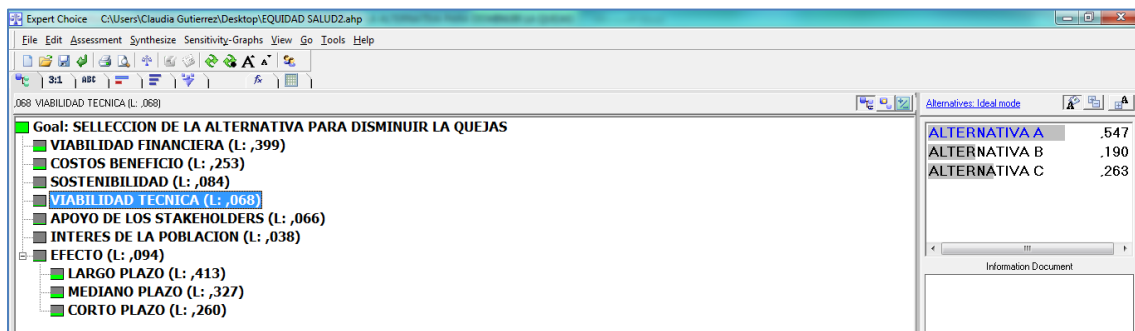 Expert Choice C:\Users\Claudia Gutierrez\Desktop\EQUIDAD SALUD2.ahp
File Edit Assessment Synthesize Sensitivity-Graphs View Go Tools Help
3:1 ABC fx
,068 VIABILIDAD TECNICA (L: ,068)
Goal: SELLECCION DE LA ALTERNATIVA PARA DISMINUIR LA QUEJAS
VIABILIDAD FINANCIERA (L: ,399)
COSTOS BENEFICIO (L: ,253)
SOSTENIBILIDAD (L: ,084)
VIABILIDAD TECNICA (L: ,068)
APOYO DE LOS STAKEHOLDERS (L: ,066)
INTERES DE LA POBLACION (L: ,038)
EFECTO (L: ,094)
LARGO PLAZO (L: ,413)
MEDIANO PLAZO (L: ,327)
CORTO PLAZO (L: ,260)
Alternatives: Ideal mode
ALTERNATIVA A ,547
ALTERNATIVA B ,190
ALTERNATIVA C ,263
Information Document